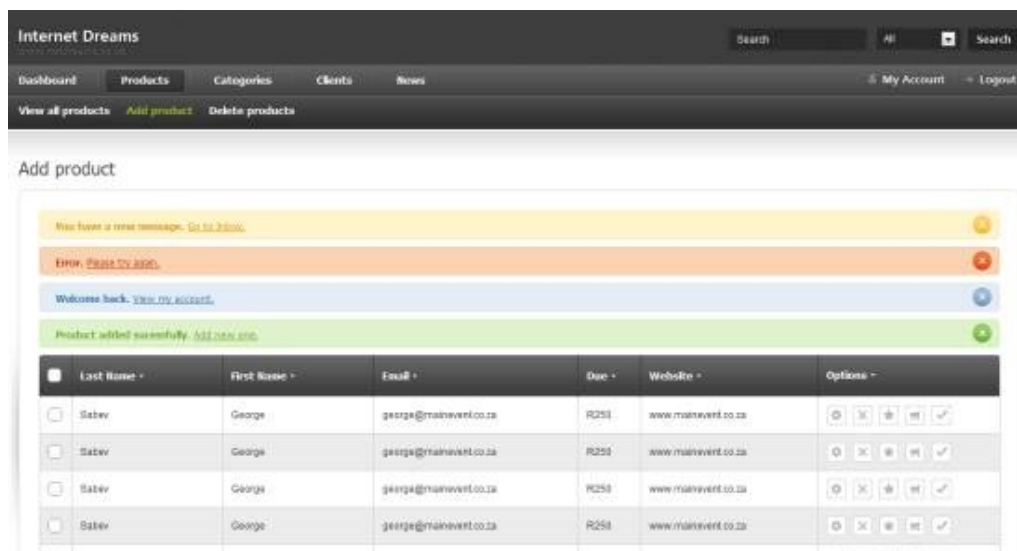 Internet Dreams
Search All Search
Dashboard Products Categories Clients News My Account Logout
View all products Add product Delete products
Add product
You have a new message. Go to Inbox.
Error. Please try again.
Welcome back. View my account.
Product added sucessfully. Add new one.
Last Name First Name Email Due Website Options
Sabev George george@mainevent.co.za R250 www.mainevent.co.za
Sabev George george@mainevent.co.za R250 www.mainevent.co.za
Sabev George george@mainevent.co.za R250 www.mainevent.co.za
Sabev George george@mainevent.co.za R250 www.mainevent.co.za